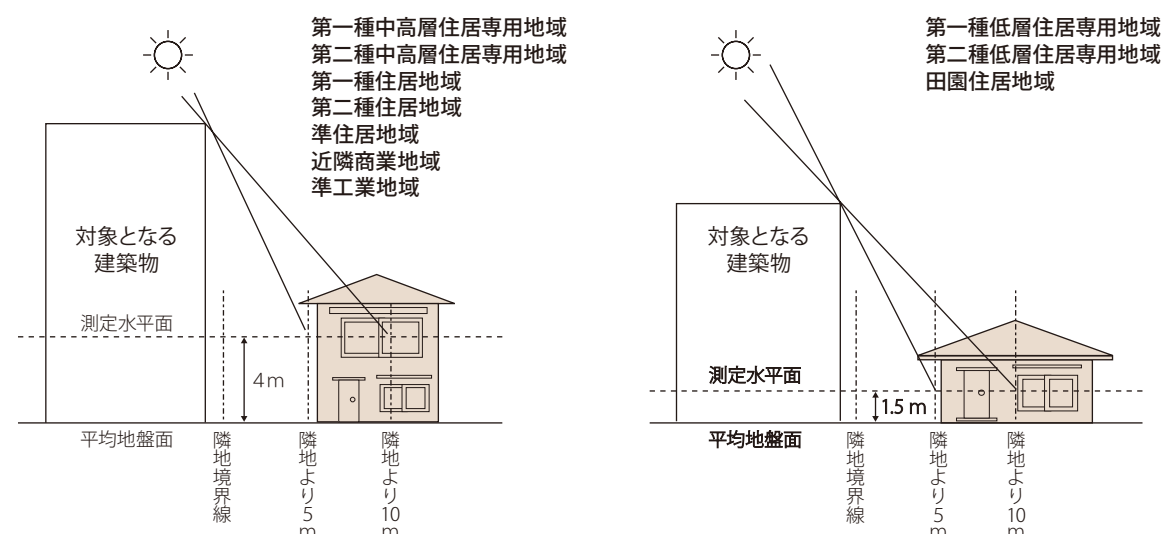 第一種中高層住居専用地域
第二種中高層住居専用地域
第一種住居地域
第二種住居地域
準住居地域
近隣商業地域
準工業地域
対象となる
建築物
測定水平面
4m
平均地盤面
隣地境界線
隣地より5m
隣地より10m
第一種低層住居専用地域
第二種低層住居専用地域
田園住居地域
対象となる
建築物
測定水平面
1.5 m
平均地盤面
隣地境界線
隣地より5m
隣地より10m